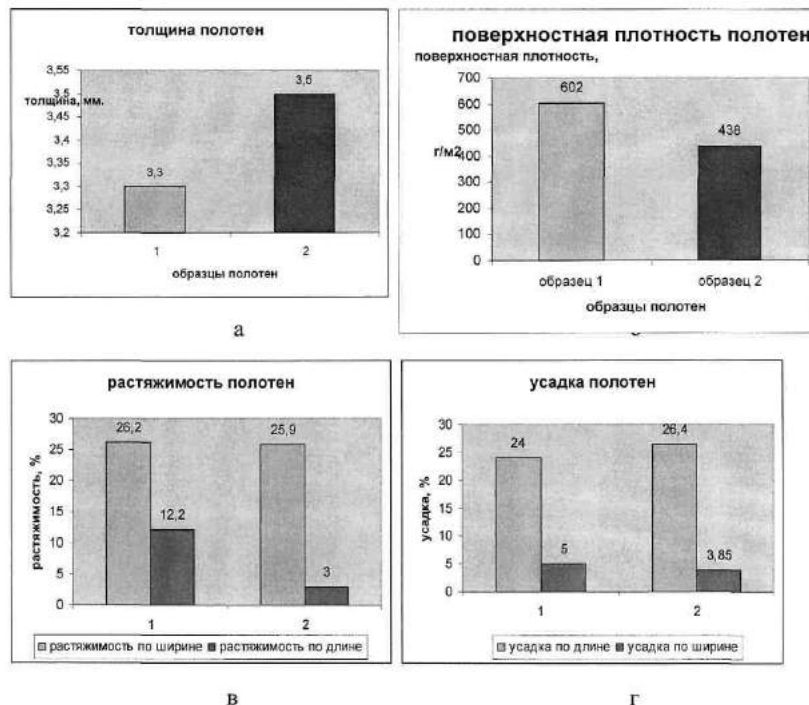 толщина полотен
толщина, мм.
3,55
3,5
3,45
3,4
3,35
3,3
3,25
3,2
3,3
3,5
1
2
образцы полотен
а
поверхностная плотность полотен
поверхностная плотность,
г/м2
700
600
500
400
300
200
100
0
602
438
образец 1
образец 2
образцы полотен
растяжимость полотен
растяжимость, %
30
25
20
15
10
5
0
26,2
12,2
25,9
3
1
2
растяжимость по ширине
растяжимость по длине
в
усадка полотен
усадка, %
30
25
20
15
10
5
0
24
5
26,4
3,85
1
2
усадка по длине
усадка по ширине
г